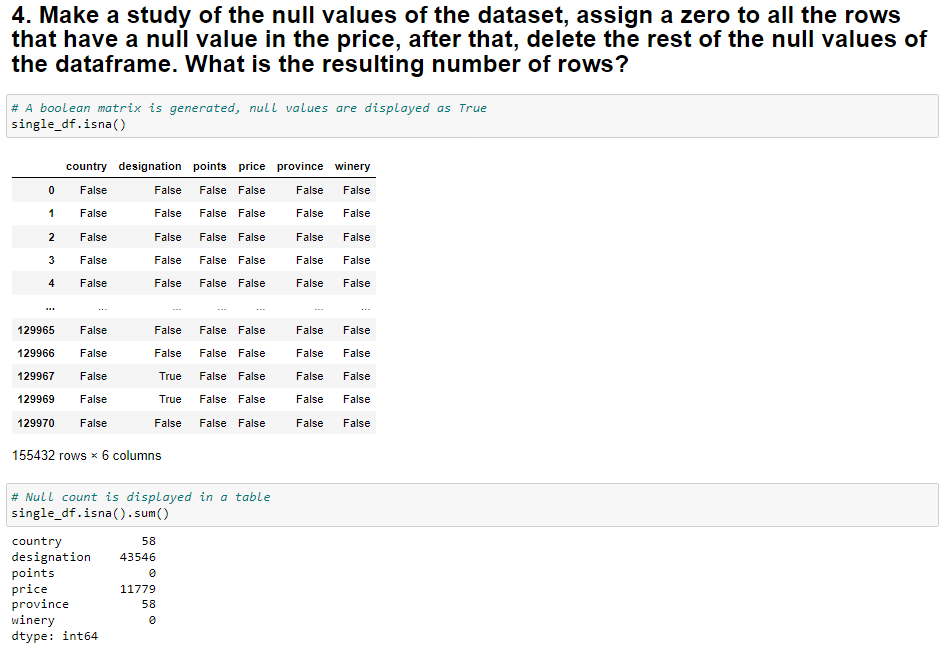 4. Make a study of the null values of the dataset, assign a zero to all the rows
that have a null value in the price, after that, delete the rest of the null values of
the dataframe. What is the resulting number of rows?
# A boolean matrix is generated, null values are displayed as True
single_df.isna()
country designation points price province winery
0 False False False False False False
1 False False False False False False
2 False False False False False False
3 False False False False False False
4 False False False False False False
... ... ... ... ... ... ...
129965 False False False False False False
129966 False False False False False False
129967 False True False False False False
129969 False True False False False False
129970 False False False False False False
155432 rows × 6 columns
# Null count is displayed in a table
single_df.isna().sum()
country 58
designation 43546
points 0
price 11779
province 58
winery 0
dtype: int64